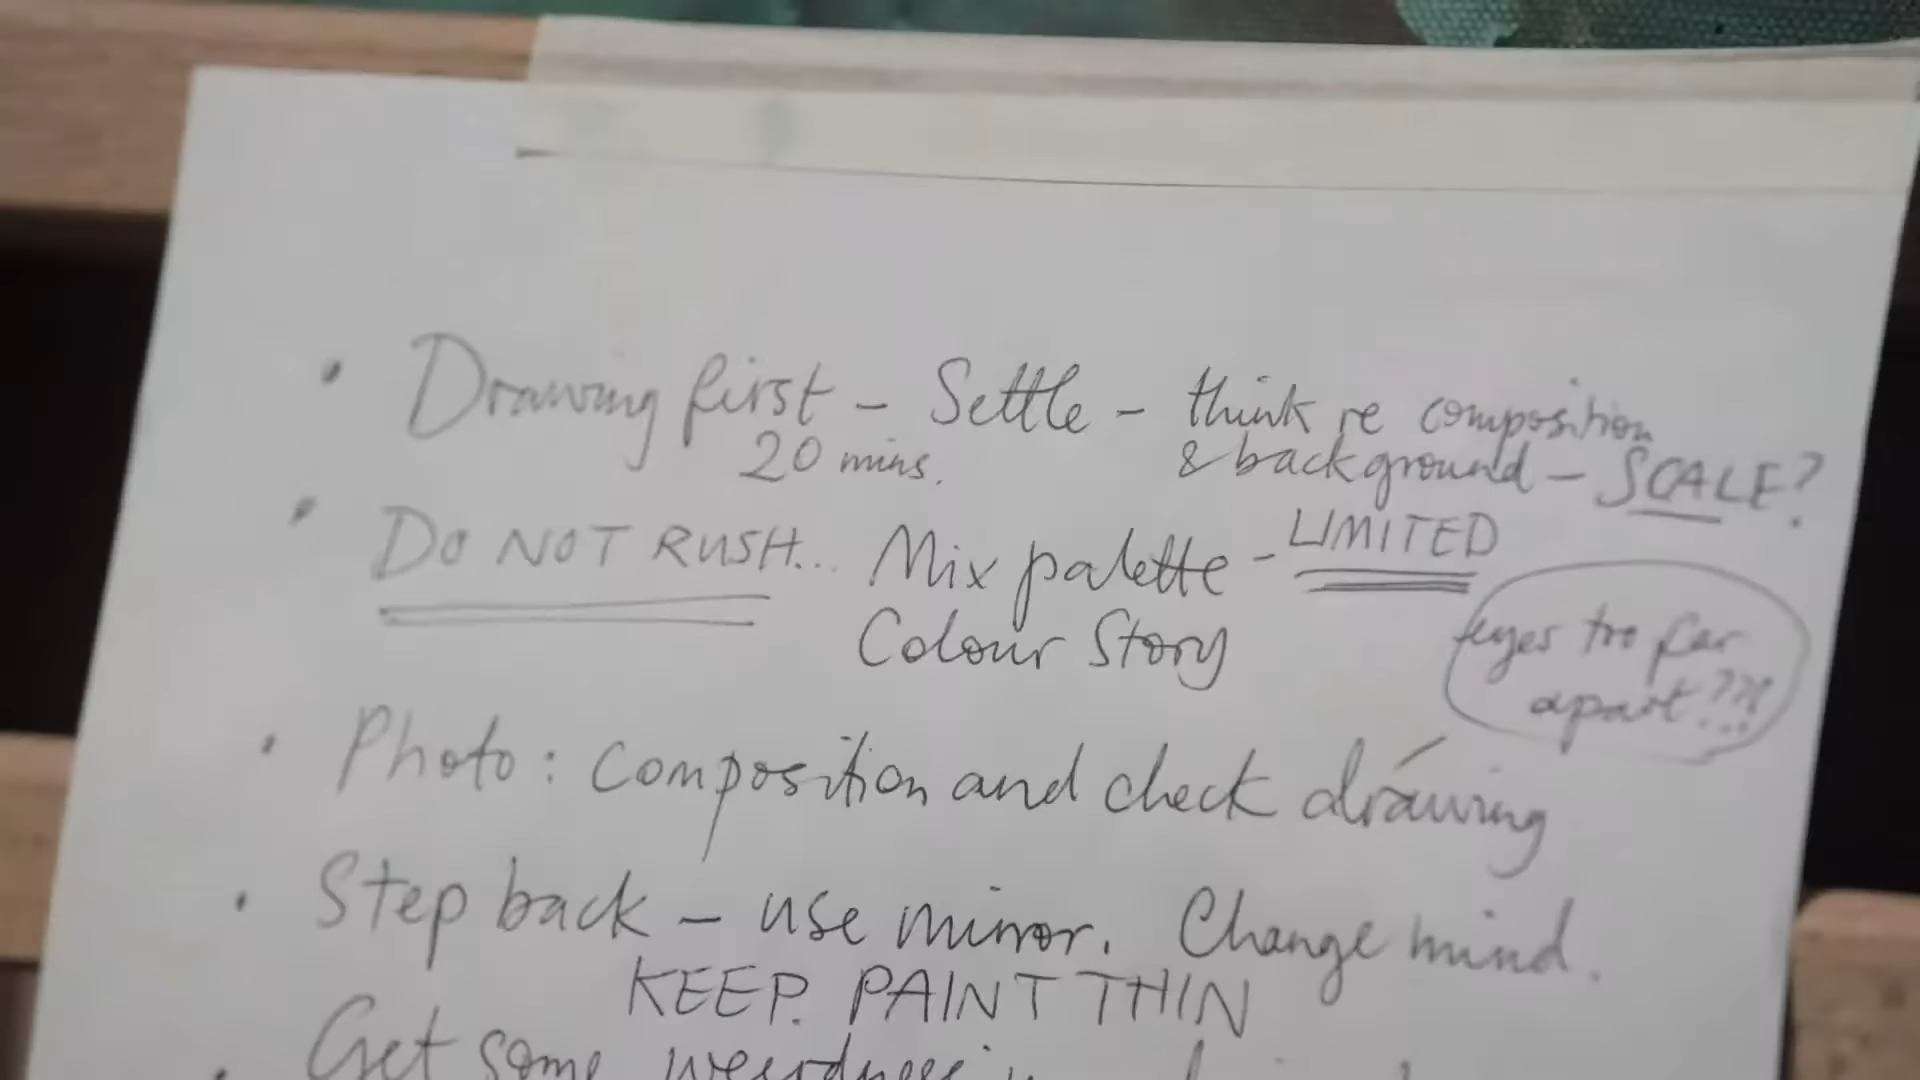 • Drawing first – Settle – think re composition
20 mins. & background – SCALE?
• DO NOT RUSH... Mix palette - LIMITED
Colour Story
eyes too far
apart???
• Photo: Composition and check drawing
• Step back – use mirror. Change mind.
KEEP. PAINT THIN
• Get some weirdness